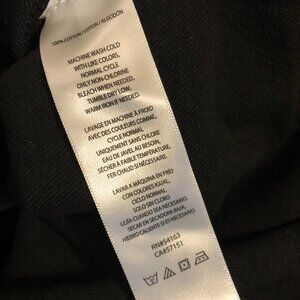 100% COTTON / COTON / ALGODÓN
MACHINE WASH COLD
WITH LIKE COLORS,
NORMAL CYCLE
ONLY NON-CHLORINE
BLEACH WHEN NEEDED.
TUMBLE DRY LOW.
WARM IRON IF NEEDED.
LAVAGE EN MACHINE À FROID
AVEC DES COULEURS COMME,
CYCLE NORMAL
UNIQUEMENT SANS CHLORE
EAU DE JAVEL AU BESOIN,
SÉCHER À FAIBLE TEMPÉRATURE,
FER CHAUD SI NÉCESSAIRE.
LAVAR A MÁQUINA EN FRÍO
CON COLORES IGUAL,
CICLO NORMAL
SOLO SIN CLORO
LEJÍA CUANDO SEA NECESARIO.
SECAR EN SECADORA BAJA.
HIERRO CALIENTE SI ES NECESARIO.
RN#54163
CA#57151